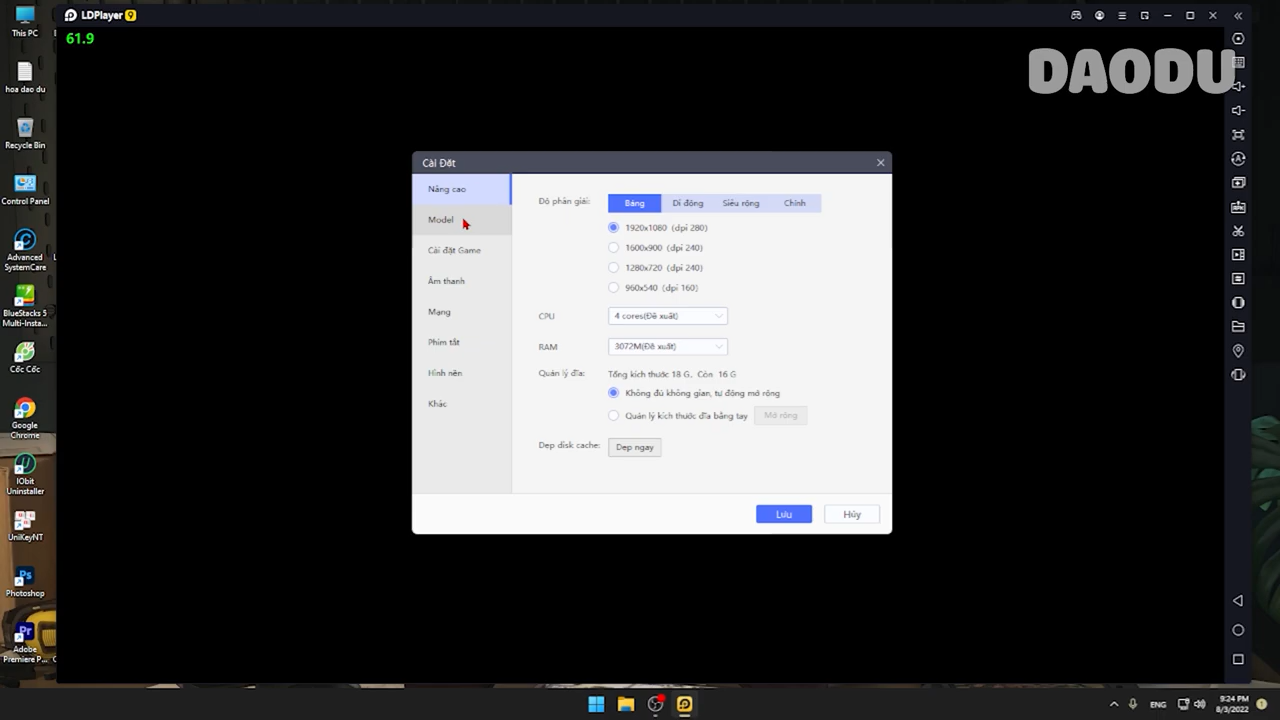 This PC
hoa dao du
Recycle Bin
Control Panel
Advanced
SystemCare
BlueStacks 5
Multi-Insta...
Cốc Cốc
Google
Chrome
IObit
Uninstaller
UniKeyNT
Photoshop
Adobe
Premiere P...
LDPlayer 9
61.9
DAODU
Cài Đặt
Nâng cao
Model
Cài đặt Game
Âm thanh
Mạng
Phím tắt
Hình nền
Khác
Độ phân giải:
Bảng
Di động
Siêu rộng
Chỉnh
1920x1080 (dpi 280)
1600x900 (dpi 240)
1280x720 (dpi 240)
960x540 (dpi 160)
CPU
4 cores(Đề xuất)
RAM
3072M(Đề xuất)
Quản lý đĩa:
Tổng kích thước 18 G, Còn 16 G
Không đủ không gian, tự động mở rộng
Quản lý kích thước đĩa bằng tay
Mở rộng
Dẹp disk cache:
Dẹp ngay
Lưu
Hủy
ENG
9:24 PM
8/3/2022